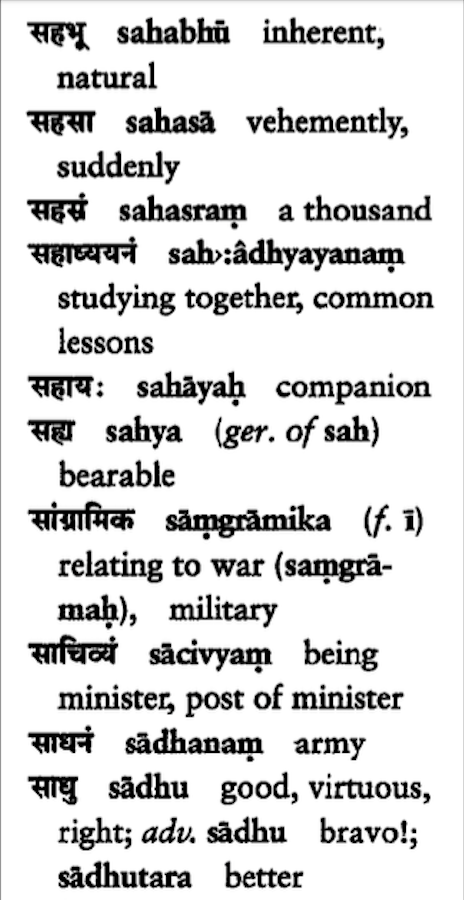 सहभू sahabhū inherent,
natural
सहसा sahasā vehemently,
suddenly
सहस्रं sahasraṃ a thousand
सहाध्ययनं sah›:âdhyayanaṃ
studying together, common
lessons
सहायः sahāyaḥ companion
सह्य sahya (ger. of sah)
bearable
सांग्रामिक sāṃgrāmika (f. ī)
relating to war (saṃgrā-
maḥ), military
साचिव्यं sācivyaṃ being
minister, post of minister
साधनं sādhanaṃ army
साधु sādhu good, virtuous,
right; adv. sādhu bravo!;
sādhutara better